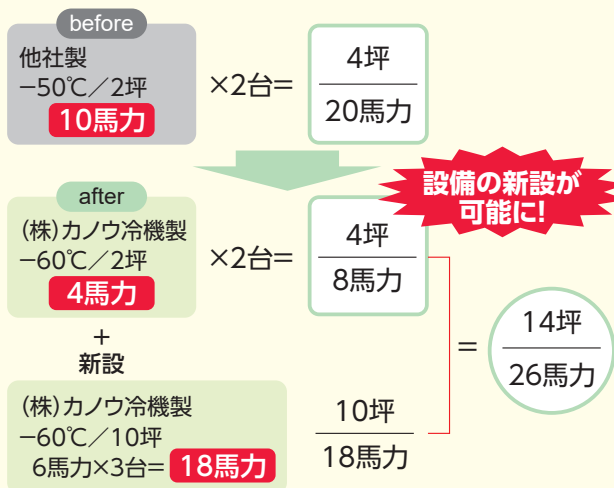 before
他社製
−50℃／2坪
10馬力
×2台=
4坪
20馬力
設備の新設が
可能に!
after
(株)カノウ冷機製
−60℃／2坪
4馬力
×2台=
4坪
8馬力
+
新設
(株)カノウ冷機製
−60℃／10坪
6馬力×3台= 18馬力
10坪
18馬力
=
14坪
26馬力